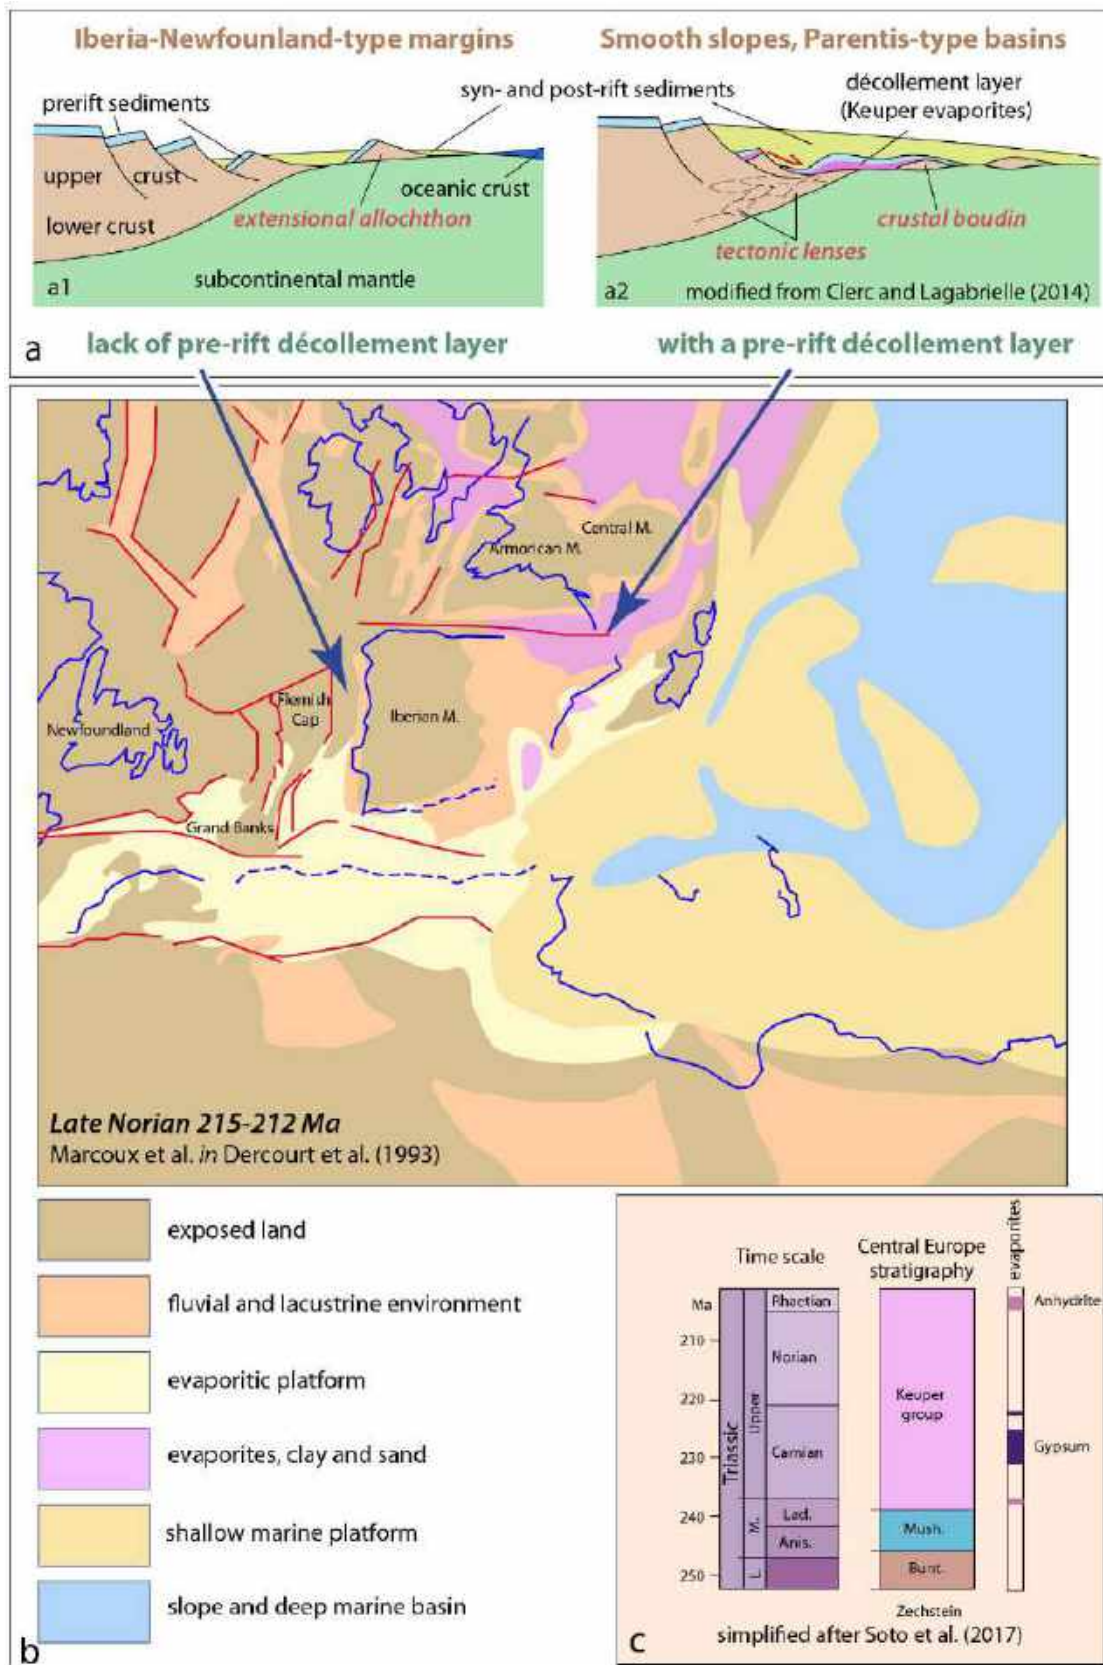 Iberia-Newfounland-type margins
Smooth slopes, Parentis-type basins
prerift sediments
syn- and post-rift sediments
décollement layer
(Keuper evaporites)
upper crust
lower crust
extensional allochthon
oceanic crust
subcontinental mantle
a1
tectonic lenses
crustal boudin
a2
modified from Clerc and Lagabrielle (2014)
a
lack of pre-rift décollement layer
with a pre-rift décollement layer
Central M.
Armorican M.
Flemish
Cap
Iberian M.
Newfoundland
Grand Banks
Late Norian 215-212 Ma
Marcoux et al. in Dercourt et al. (1993)
exposed land
fluvial and lacustrine environment
evaporitic platform
evaporites, clay and sand
shallow marine platform
slope and deep marine basin
b
Time scale
Central Europe
stratigraphy
evaporites
Ma
210
220
230
240
250
Triassic
Upper
M.
L.
Rhaetian
Norian
Carnian
Lad.
Anis.
Keuper
group
Mush.
Bunt.
Zechstein
Anhydrite
Gypsum
c
simplified after Soto et al. (2017)